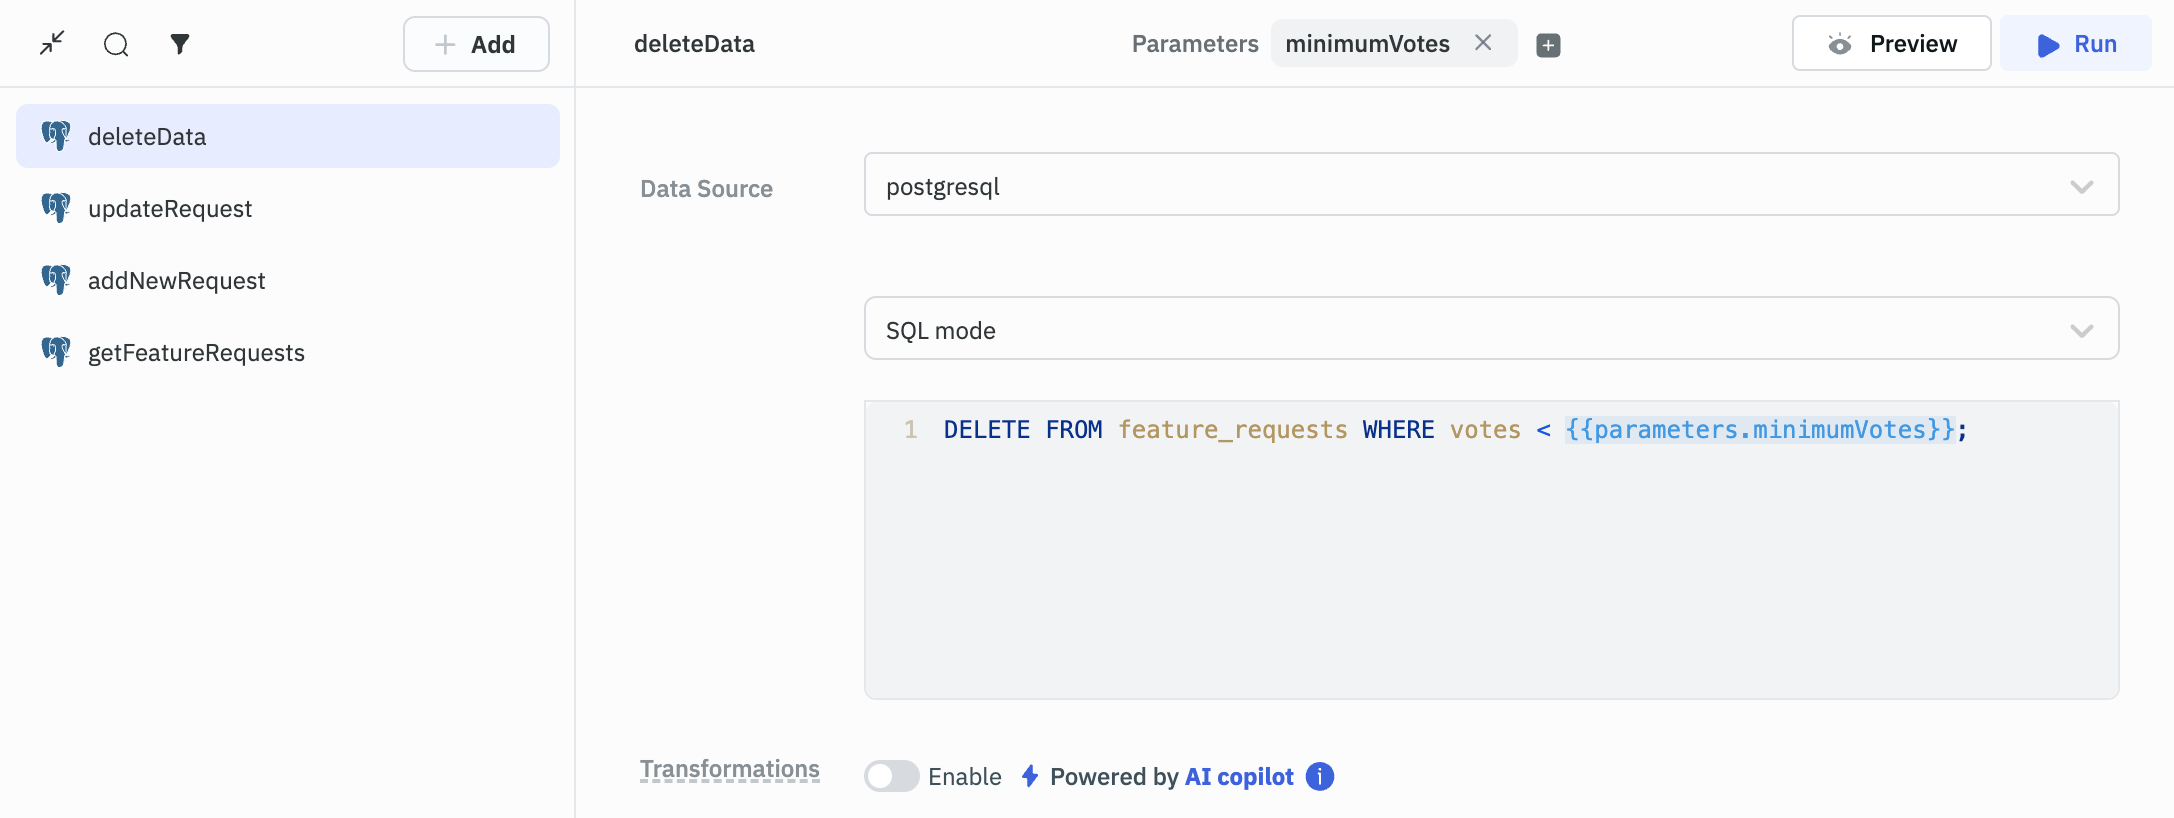 Add
deleteData
Parameters minimumVotes
Preview
Run
deleteData
updateRequest
addNewRequest
getFeatureRequests
Data Source
postgresql
SQL mode
1 DELETE FROM feature_requests WHERE votes < {{parameters.minimumVotes}};
Transformations
Enable
Powered by AI copilot